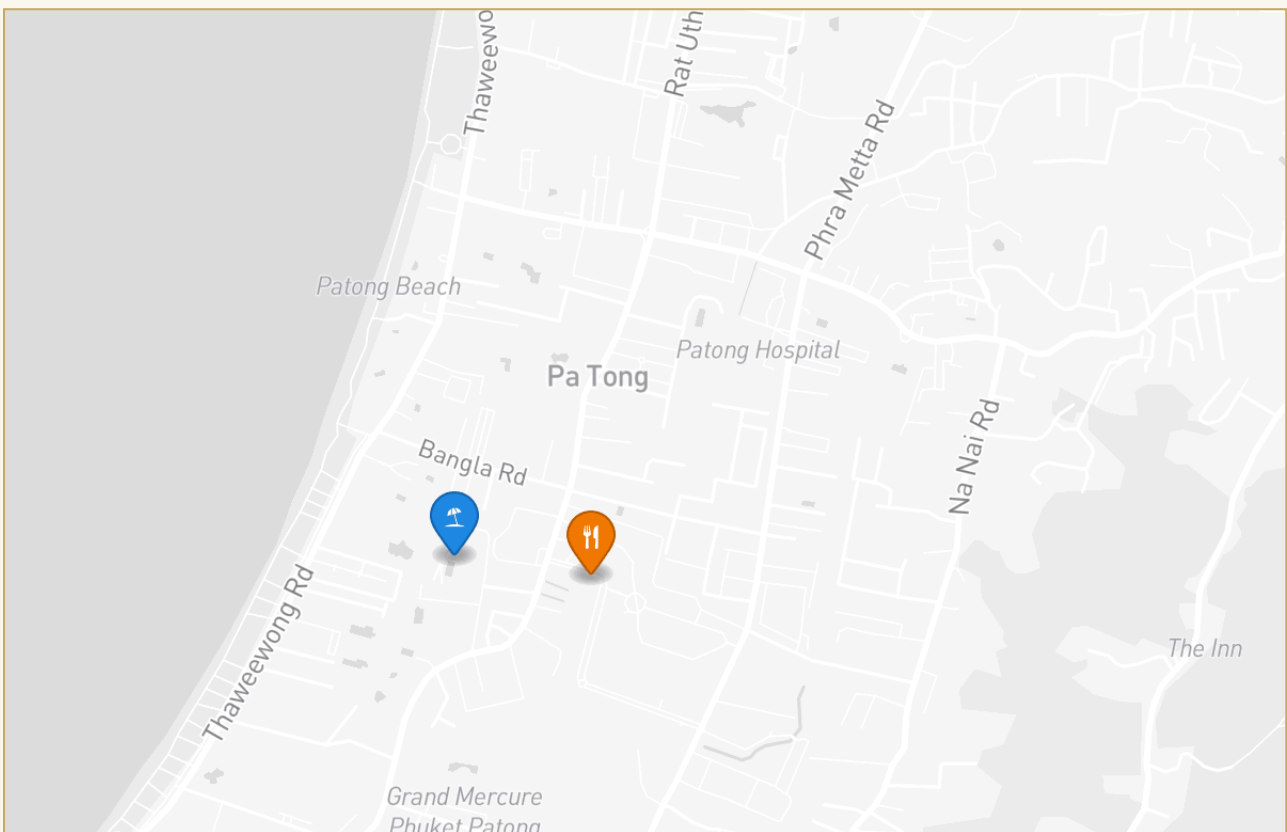 Thaweewo
Rat Uth
Phra Metta Rd
Patong Beach
Patong Hospital
Pa Tong
Bangla Rd
Na Nai Rd
Thaweewong Rd
The Inn
Grand Mercure
Phuket Patong